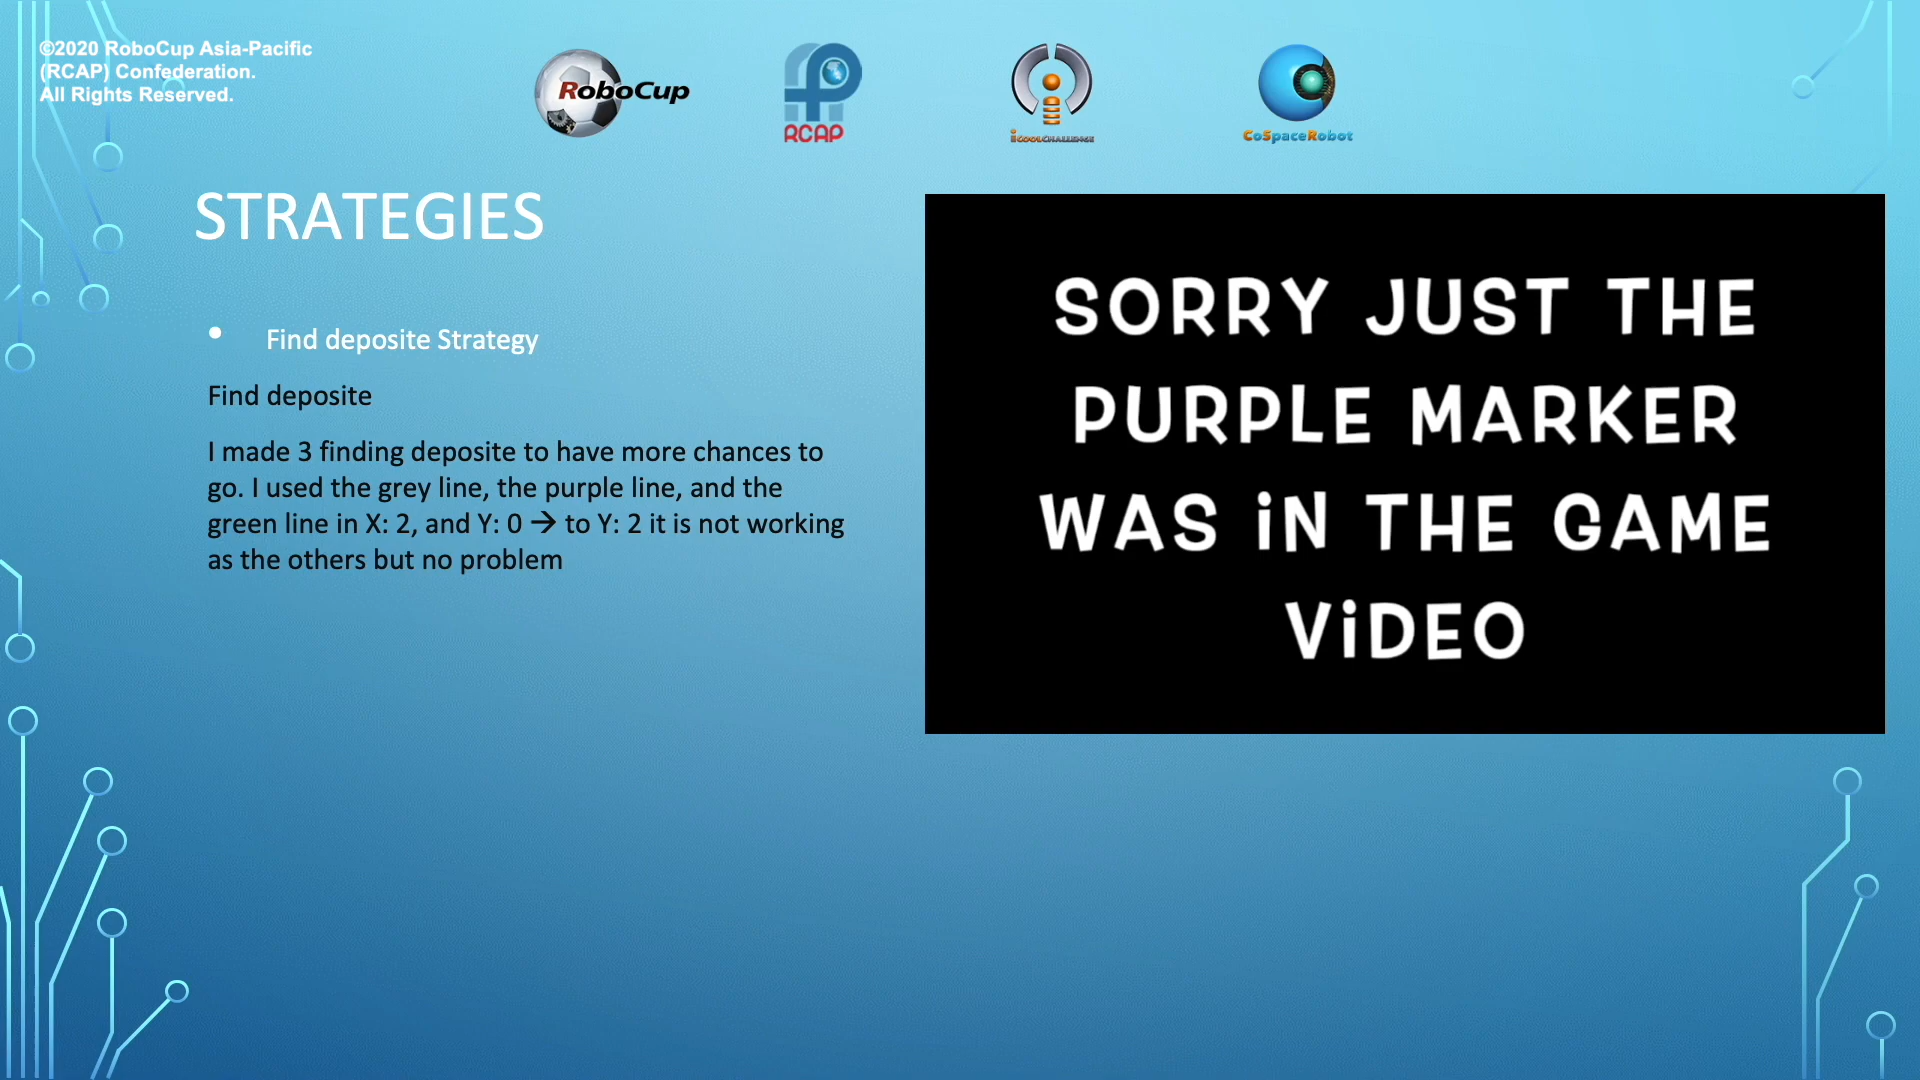 ©2020 RoboCup Asia-Pacific
(RCAP) Confederation.
All Rights Reserved.
RoboCup
RCAP
iCOOLCHALLENGE
CoSpaceRobot
STRATEGIES
• Find deposite Strategy
Find deposite
I made 3 finding deposite to have more chances to
go. I used the grey line, the purple line, and the
green line in X: 2, and Y: 0 → to Y: 2 it is not working
as the others but no problem
SORRY JUST THE
PURPLE MARKER
WAS iN THE GAME
ViDEO